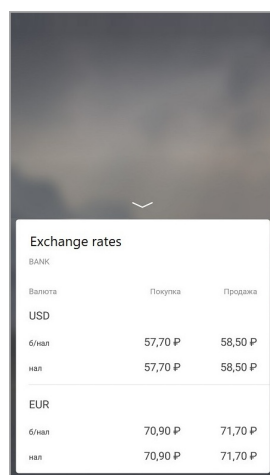 Exchange rates
BANK
Валюта Покупка Продажа
USD
б/нал 57,70 ₽ 58,50 ₽
нал 57,70 ₽ 58,50 ₽
EUR
б/нал 70,90 ₽ 71,70 ₽
нал 70,90 ₽ 71,70 ₽